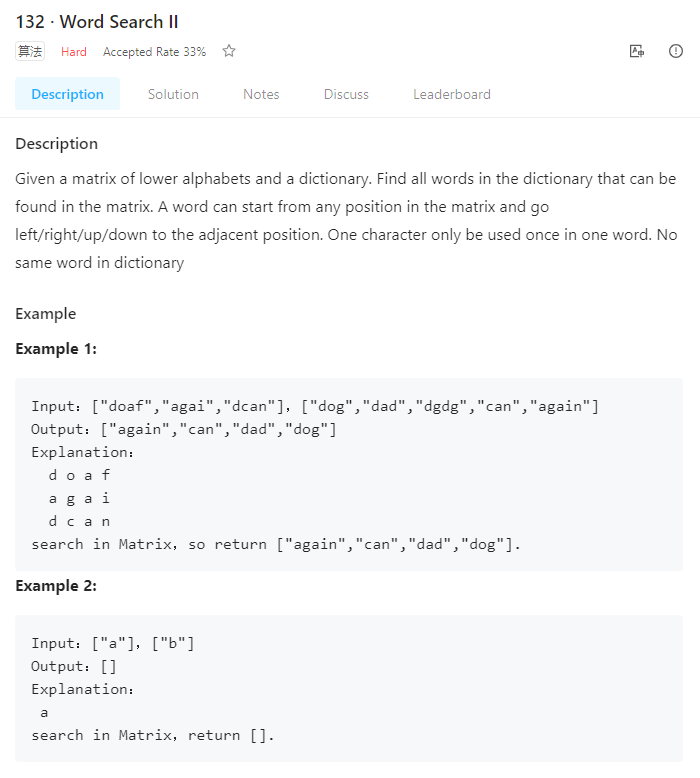 132 · Word Search II
算法 Hard Accepted Rate 33%
Description Solution Notes Discuss Leaderboard
Description
Given a matrix of lower alphabets and a dictionary. Find all words in the dictionary that can be
found in the matrix. A word can start from any position in the matrix and go
left/right/up/down to the adjacent position. One character only be used once in one word. No
same word in dictionary
Example
Example 1:
Input：["doaf","agai","dcan"]，["dog","dad","dgdg","can","again"]
Output：["again","can","dad","dog"]
Explanation：
d o a f
a g a i
d c a n
search in Matrix，so return ["again","can","dad","dog"].
Example 2:
Input：["a"]，["b"]
Output：[]
Explanation：
a
search in Matrix，return [].